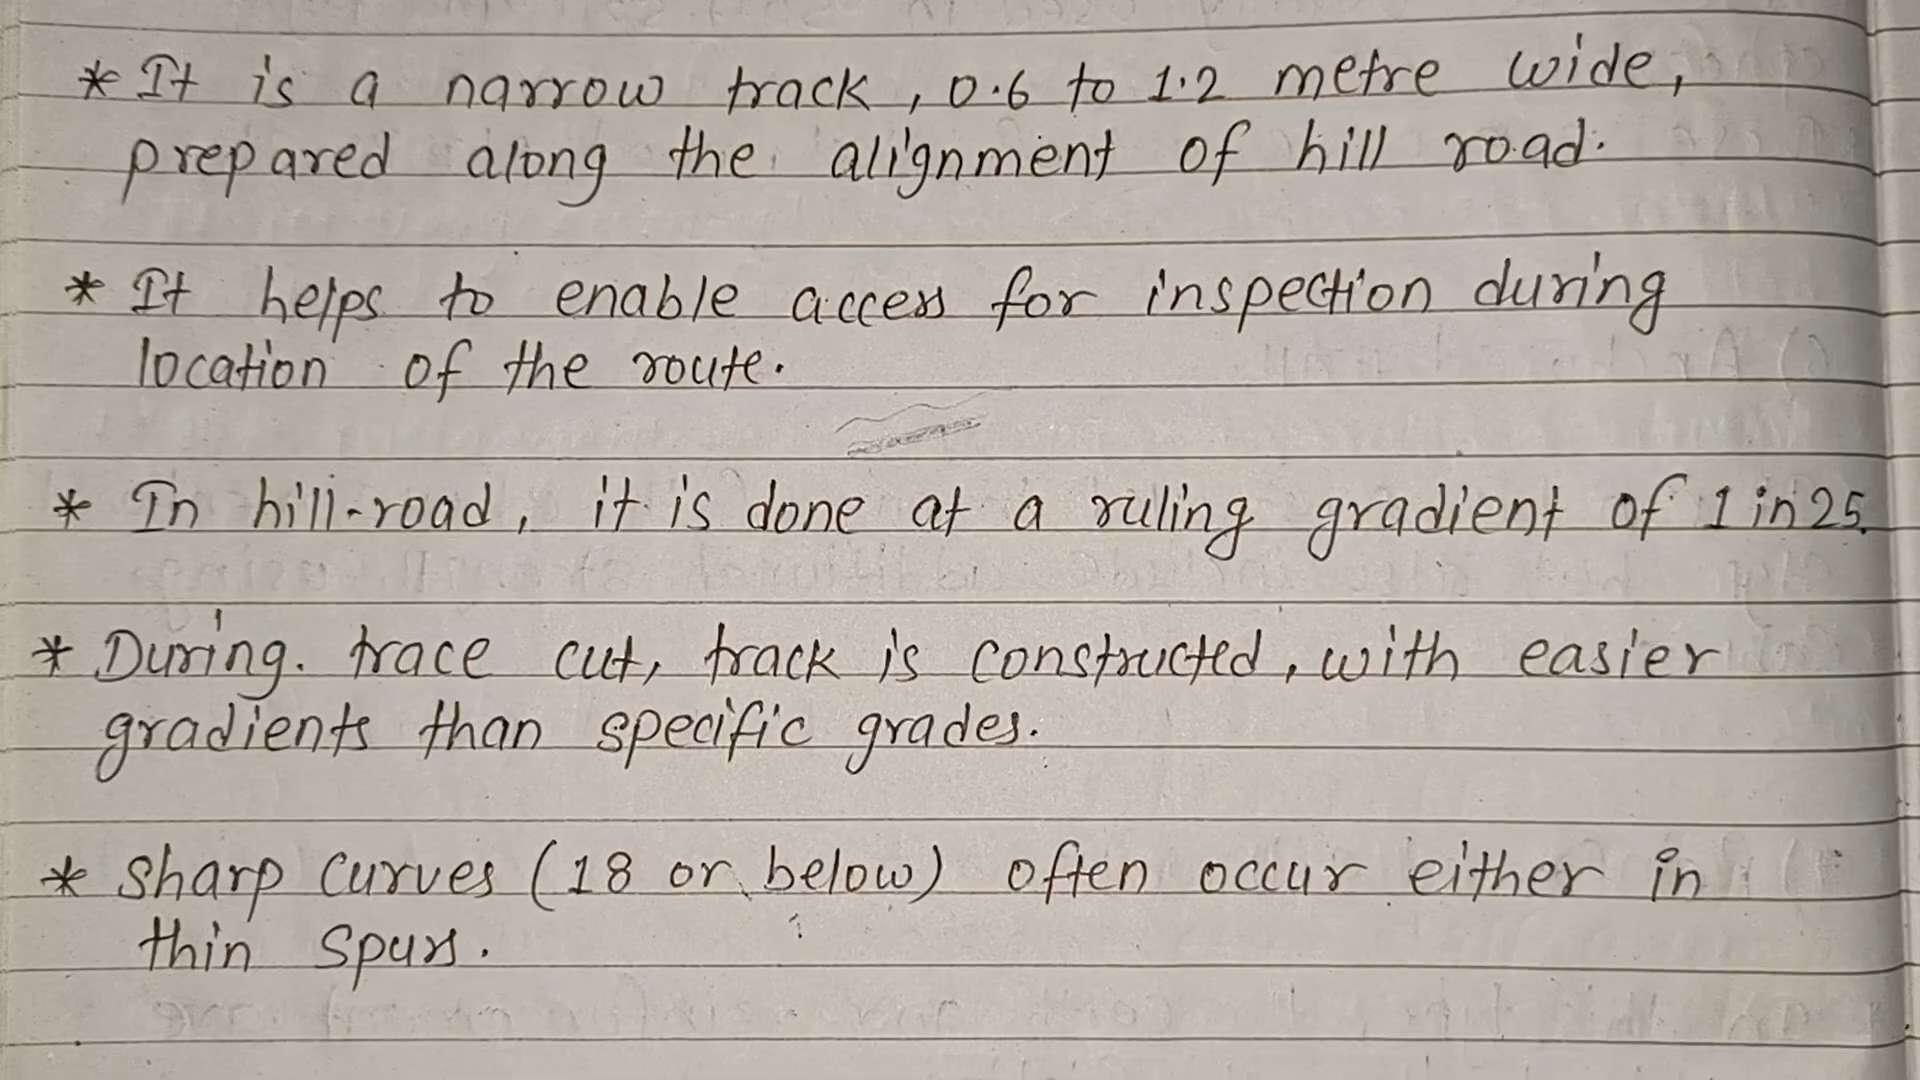 * It is a narrow track, 0.6 to 1.2 metre wide,
prepared along the alignment of hill road.
* It helps to enable access for inspection during
location of the route.
* In hill-road, it is done at a ruling gradient of 1 in 25.
* During. trace cut, track is constructed, with easier
gradients than specific grades.
* Sharp curves (18 or below) often occur either in
thin spurs.